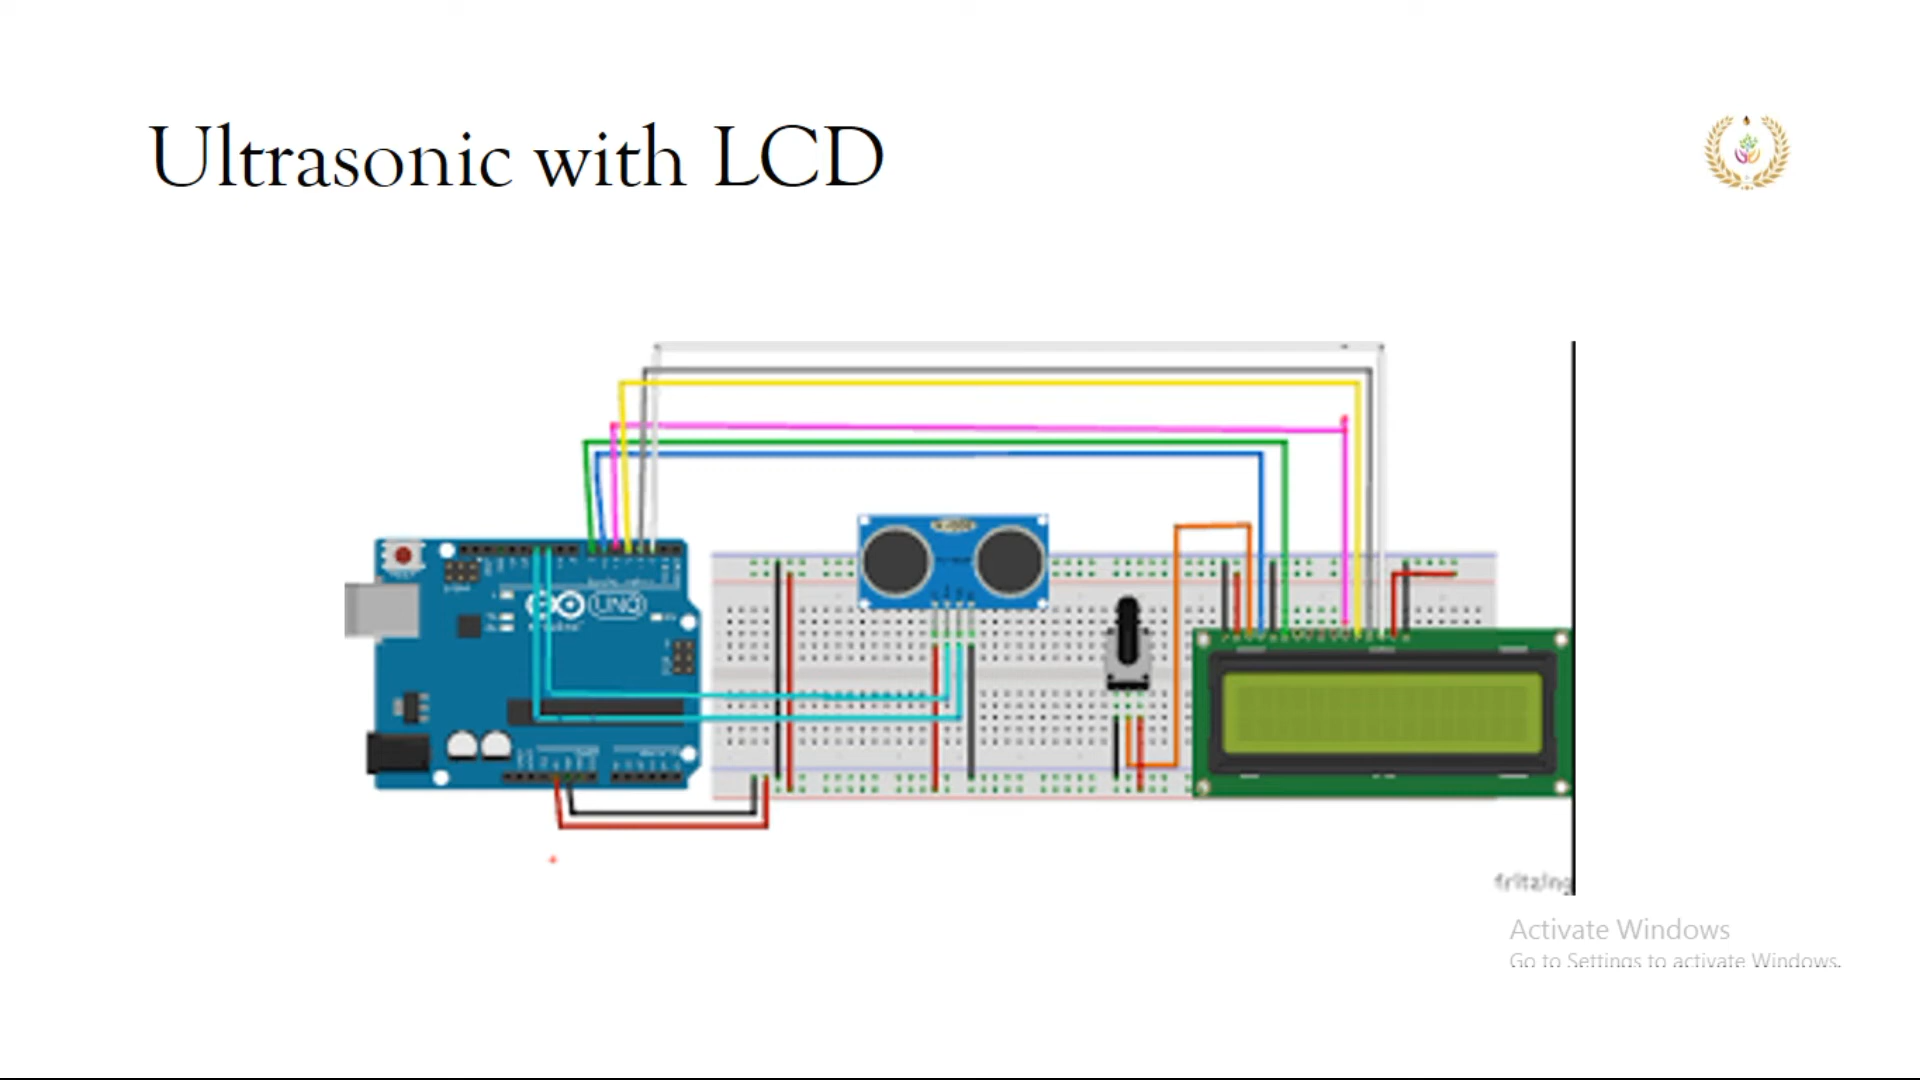 Ultrasonic with LCD
UNO
fritzing
Activate Windows
Go to Settings to activate Windows.